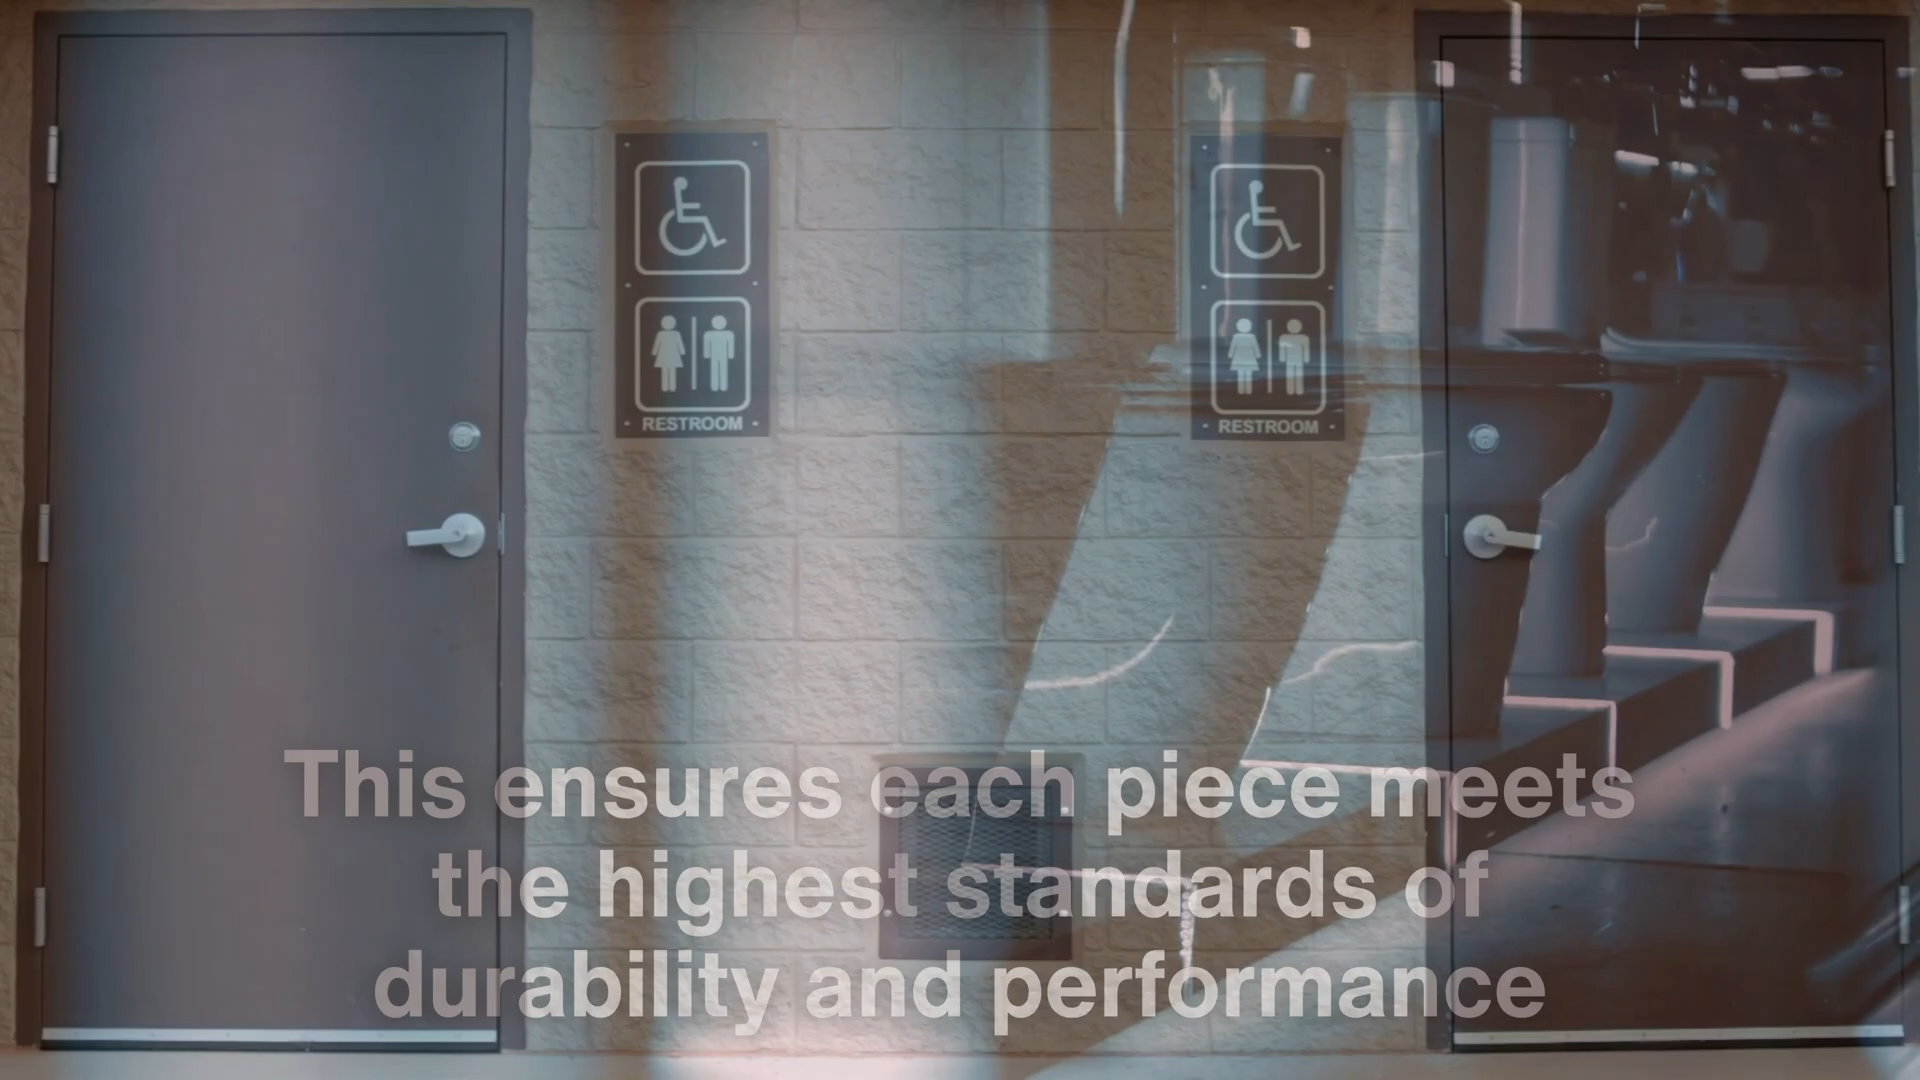 RESTROOM
RESTROOM
This ensures each piece meets
the highest standards of
durability and performance